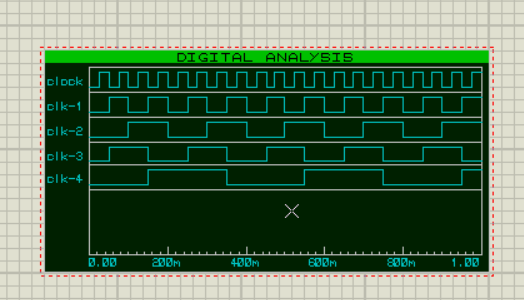 DIGITAL ANALYSIS
clock
clk-1
clk-2
clk-3
clk-4
0.00 200m 400m 600m 800m 1.00